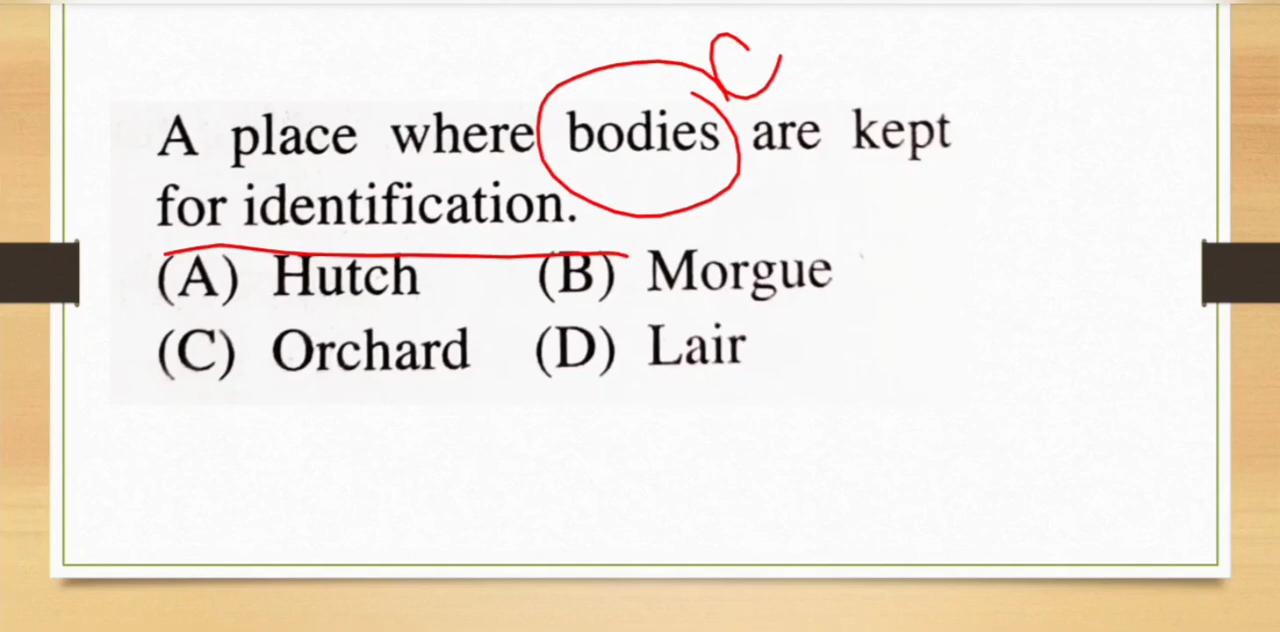 A place where bodies are kept
for identification.
(A) Hutch (B) Morgue
(C) Orchard (D) Lair